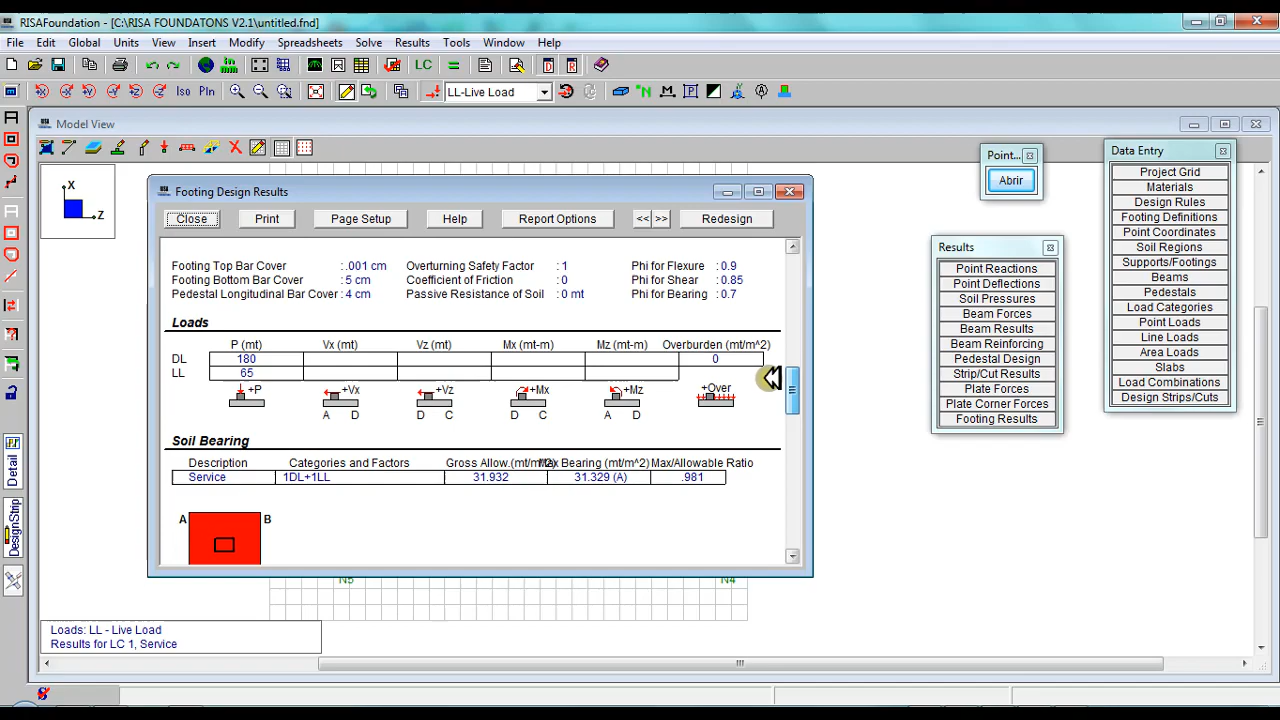 RISAFoundation - [C:\RISA FOUNDATONS V2.1\untitled.fnd]
File Edit Global Units View Insert Modify Spreadsheets Solve Results Tools Window Help
LC
Iso Pln LL-Live Load
Model View
X
Z
Footing Design Results
Close Print Page Setup Help Report Options << >> Redesign
Footing Top Bar Cover : .001 cm Overturning Safety Factor : 1 Phi for Flexure : 0.9
Footing Bottom Bar Cover : 5 cm Coefficient of Friction : 0 Phi for Shear : 0.85
Pedestal Longitudinal Bar Cover : 4 cm Passive Resistance of Soil : 0 mt Phi for Bearing : 0.7
Loads
P (mt) Vx (mt) Vz (mt) Mx (mt-m) Mz (mt-m) Overburden (mt/m^2)
DL 180 0
LL 65
+P +Vx +Vz +Mx +Mz +Over
A D D C D C A D
Soil Bearing
Description Categories and Factors Gross Allow.(mt/m^2) Max Bearing (mt/m^2) Max/Allowable Ratio
Service 1DL+1LL 31.932 31.329 (A) .981
A B
N5 N4
Loads: LL - Live Load
Results for LC 1, Service
Point...
Abrir
Results
Point Reactions
Point Deflections
Soil Pressures
Beam Forces
Beam Results
Beam Reinforcing
Pedestal Design
Strip/Cut Results
Plate Forces
Plate Corner Forces
Footing Results
Data Entry
Project Grid
Materials
Design Rules
Footing Definitions
Point Coordinates
Soil Regions
Supports/Footings
Beams
Pedestals
Load Categories
Point Loads
Line Loads
Area Loads
Slabs
Load Combinations
Design Strips/Cuts
Detail
DesignStrip